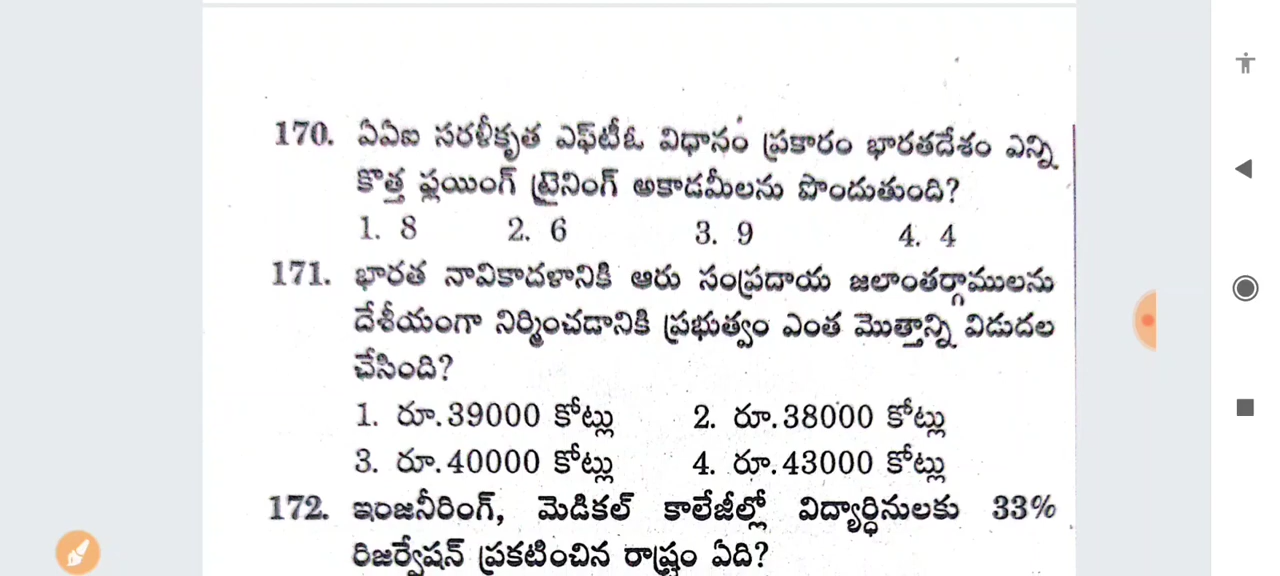 170. ఏఏఐ సరళీకృత ఎఫ్‌టీఓ విధానం ప్రకారం భారతదేశం ఎన్ని
కొత్త ఫ్లయింగ్ ట్రైనింగ్ అకాడమీలను పొందుతుంది?
1. 8 2. 6 3. 9 4. 4
171. భారత నావికాదళానికి ఆరు సంప్రదాయ జలాంతర్గాములను
దేశీయంగా నిర్మించడానికి ప్రభుత్వం ఎంత మొత్తాన్ని విడుదల
చేసింది?
1. రూ.39000 కోట్లు 2. రూ.38000 కోట్లు
3. రూ.40000 కోట్లు 4. రూ.43000 కోట్లు
172. ఇంజనీరింగ్, మెడికల్ కాలేజీల్లో విద్యార్థినులకు 33%
రిజర్వేషన్ ప్రకటించిన రాష్ట్రం ఏది?